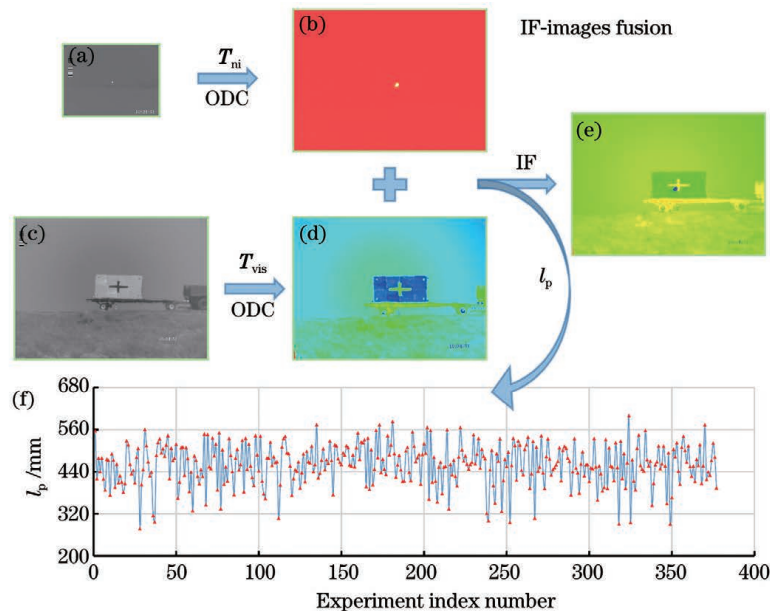 (b)
IF-images fusion
(a)
T_ni
ODC
(e)
IF
(c)
(d)
T_vis
ODC
l_p
(f)
680
560
440
320
200
l_p /mm
0
50
100
150
200
250
300
350
400
Experiment index number